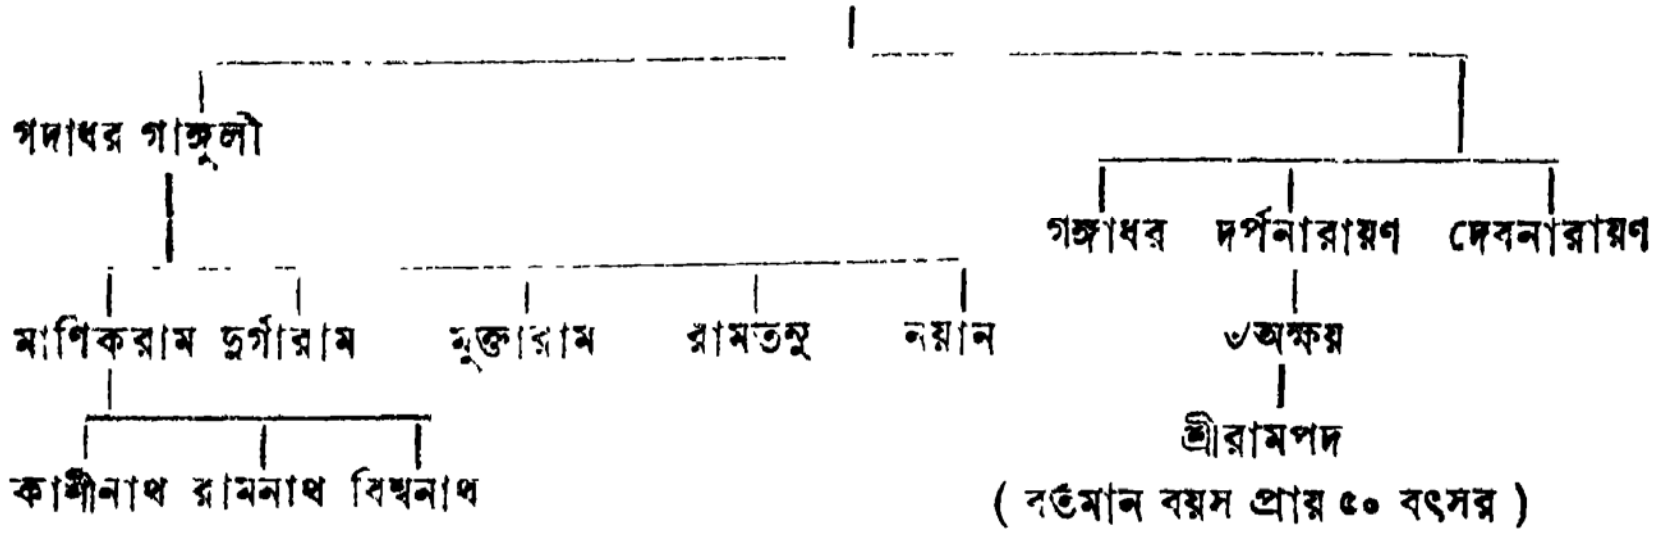 গদাধর গাঙ্গুলী
গঙ্গাধর দর্পনারায়ণ দেবনারায়ণ
মাণিকরাম দুর্গারাম মুক্তারাম রামতনু নয়ান ৺অক্ষয়
শ্রীরামপদ
কাশীনাথ রামনাথ বিশ্বনাথ
( বর্তমান বয়স প্রায় ৫০ বৎসর )